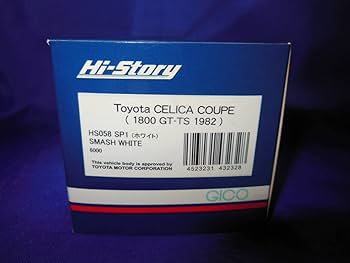 Hi-Story
Toyota CELICA COUPE
( 1800 GT-TS 1982 )
HS058 SP1 (ホワイト)
SMASH WHITE
6000
This vehicle body is approved by
TOYOTA MOTOR CORPORATION
4523231 432328
GICO